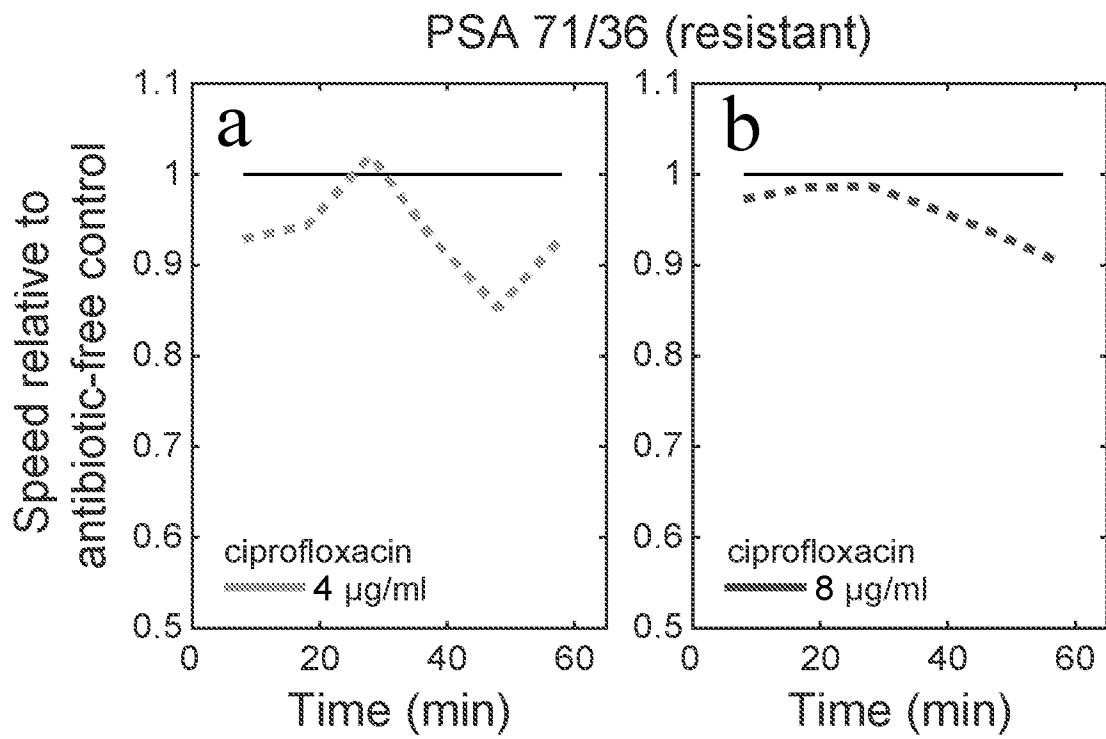 PSA 71/36 (resistant)
Speed relative to
antibiotic-free control
a
1.1
1
0.9
0.8
0.7
0.6
0.5
ciprofloxacin
4 µg/ml
0 20 40 60
Time (min)
b
1.1
1
0.9
0.8
0.7
0.6
0.5
ciprofloxacin
8 µg/ml
0 20 40 60
Time (min)